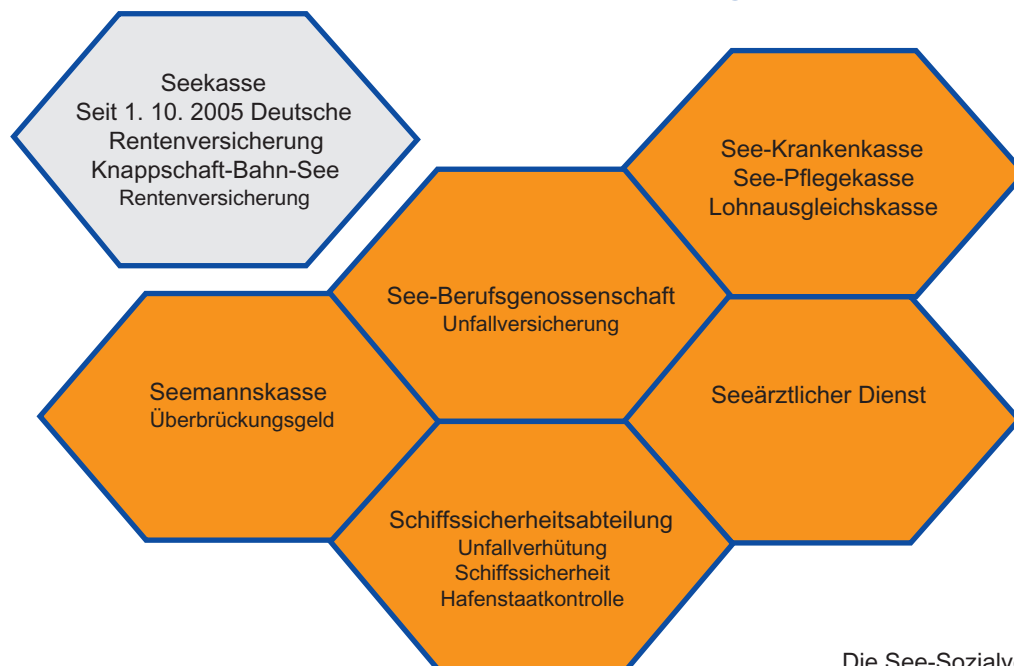 Seekasse
Seit 1. 10. 2005 Deutsche
Rentenversicherung
Knappschaft-Bahn-See
Rentenversicherung
See-Krankenkasse
See-Pflegekasse
Lohnausgleichskasse
See-Berufsgenossenschaft
Unfallversicherung
Seemannskasse
Überbrückungsgeld
Seeärztlicher Dienst
Schiffssicherheitsabteilung
Unfallverhütung
Schiffssicherheit
Hafenstaatkontrolle
Die